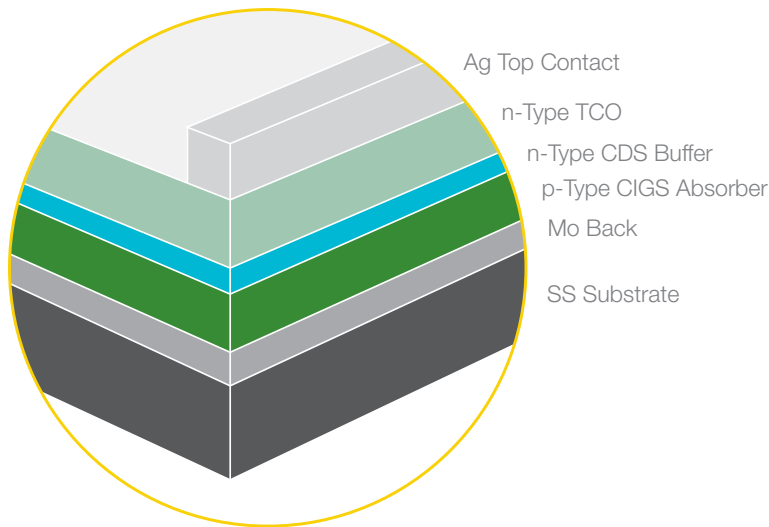 Ag Top Contact
n-Type TCO
n-Type CDS Buffer
p-Type CIGS Absorber
Mo Back
SS Substrate